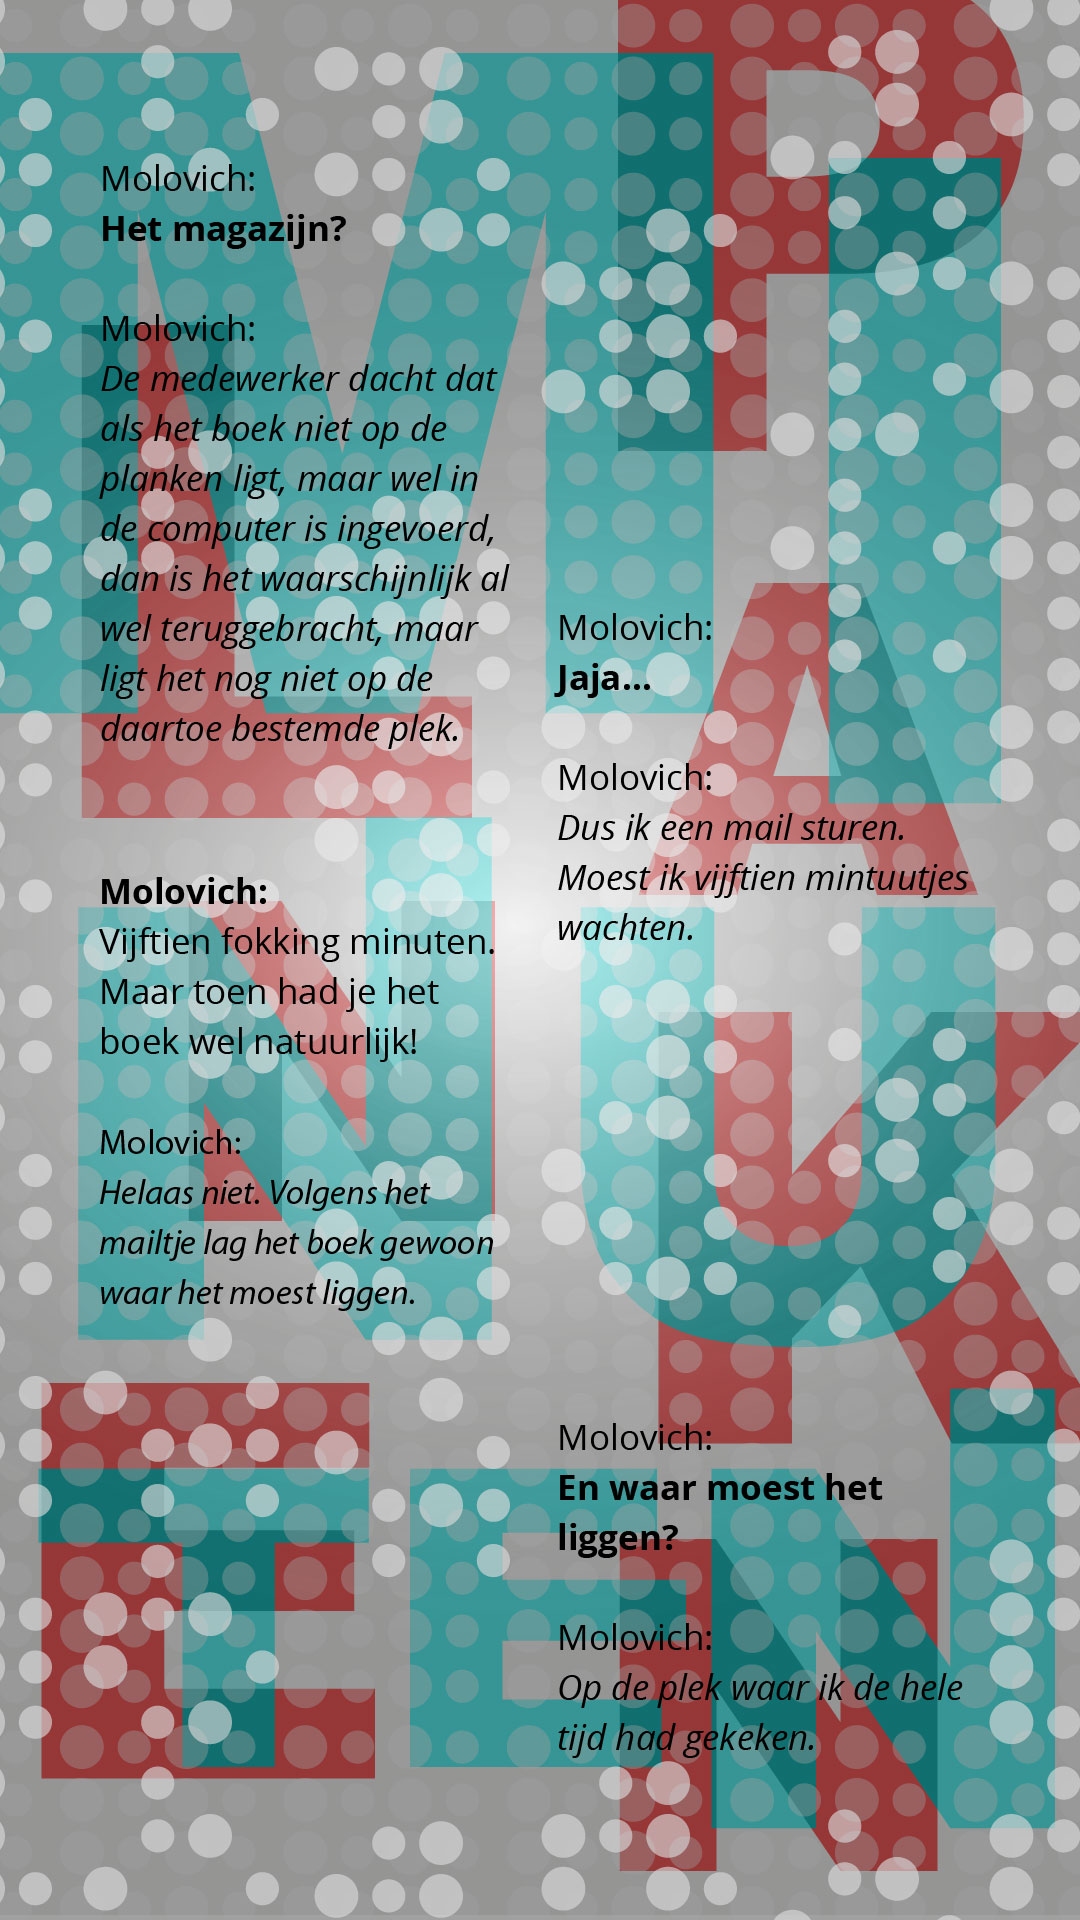 MINUTEN
PLANKEN
Molovich:
Het magazijn?
Molovich:
De medewerker dacht dat
als het boek niet op de
planken ligt, maar wel in
de computer is ingevoerd,
dan is het waarschijnlijk al
wel teruggebracht, maar
ligt het nog niet op de
daartoe bestemde plek.
Molovich:
Jaja...
Molovich:
Dus ik een mail sturen.
Moest ik vijftien mintuutjes
wachten.
Molovich:
Vijftien fokking minuten.
Maar toen had je het
boek wel natuurlijk!
Molovich:
Helaas niet. Volgens het
mailtje lag het boek gewoon
waar het moest liggen.
Molovich:
En waar moest het
liggen?
Molovich:
Op de plek waar ik de hele
tijd had gekeken.